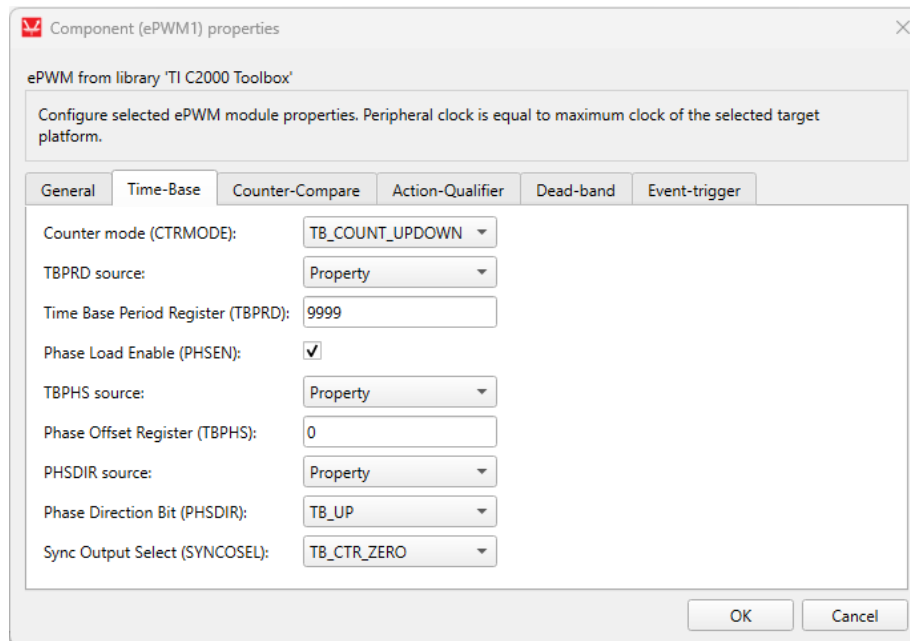 Component (ePWM1) properties
ePWM from library 'TI C2000 Toolbox'
Configure selected ePWM module properties. Peripheral clock is equal to maximum clock of the selected target
platform.
General Time-Base Counter-Compare Action-Qualifier Dead-band Event-trigger
Counter mode (CTRMODE): TB_COUNT_UPDOWN
TBPRD source: Property
Time Base Period Register (TBPRD): 9999
Phase Load Enable (PHSEN):
TBPHS source: Property
Phase Offset Register (TBPHS): 0
PHSDIR source: Property
Phase Direction Bit (PHSDIR): TB_UP
Sync Output Select (SYNCOSEL): TB_CTR_ZERO
OK Cancel